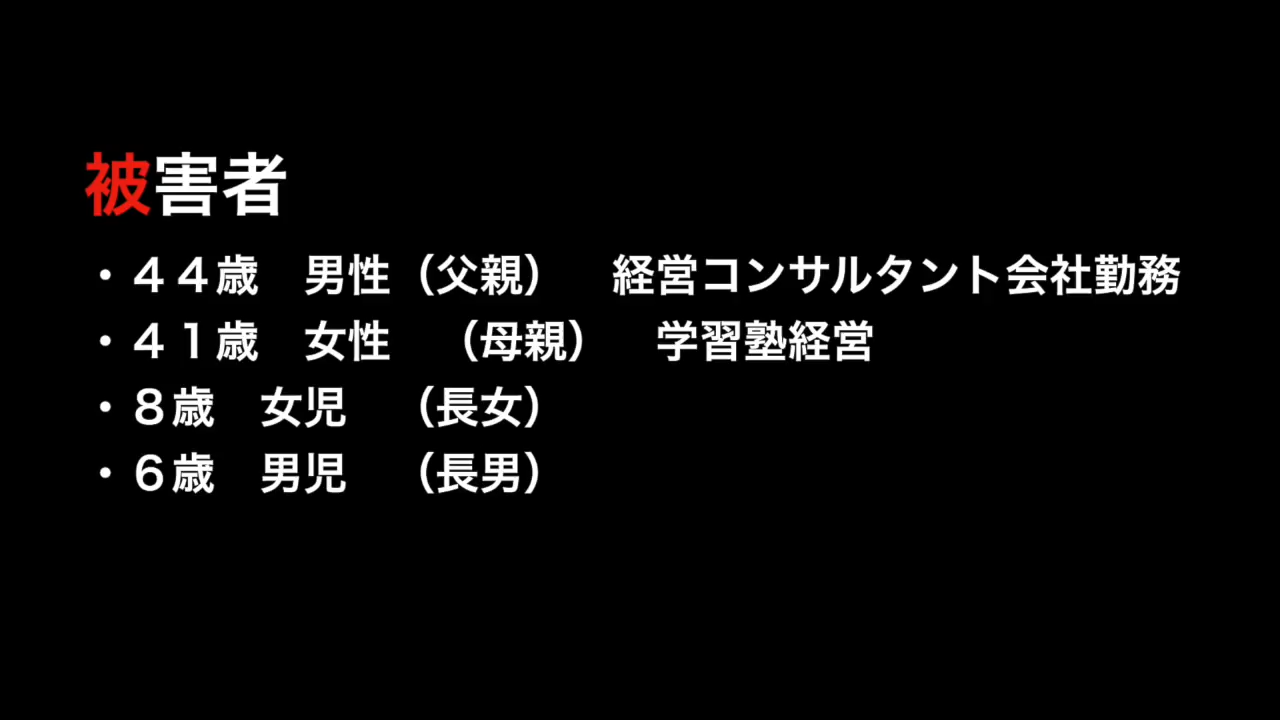 被害者
・４４歳　男性（父親）　経営コンサルタント会社勤務
・４１歳　女性　（母親）　学習塾経営
・８歳　女児　（長女）
・６歳　男児　（長男）